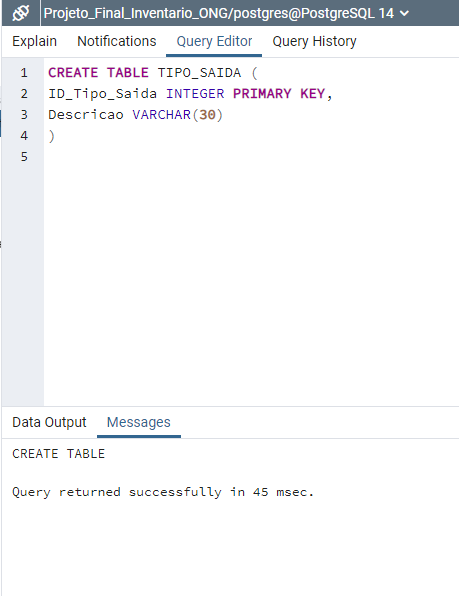 Projeto_Final_Inventario_ONG/postgres@PostgreSQL 14
Explain Notifications Query Editor Query History
1 CREATE TABLE TIPO_SAIDA (
2 ID_Tipo_Saida INTEGER PRIMARY KEY,
3 Descricao VARCHAR(30)
4 )
5
Data Output Messages
CREATE TABLE
Query returned successfully in 45 msec.